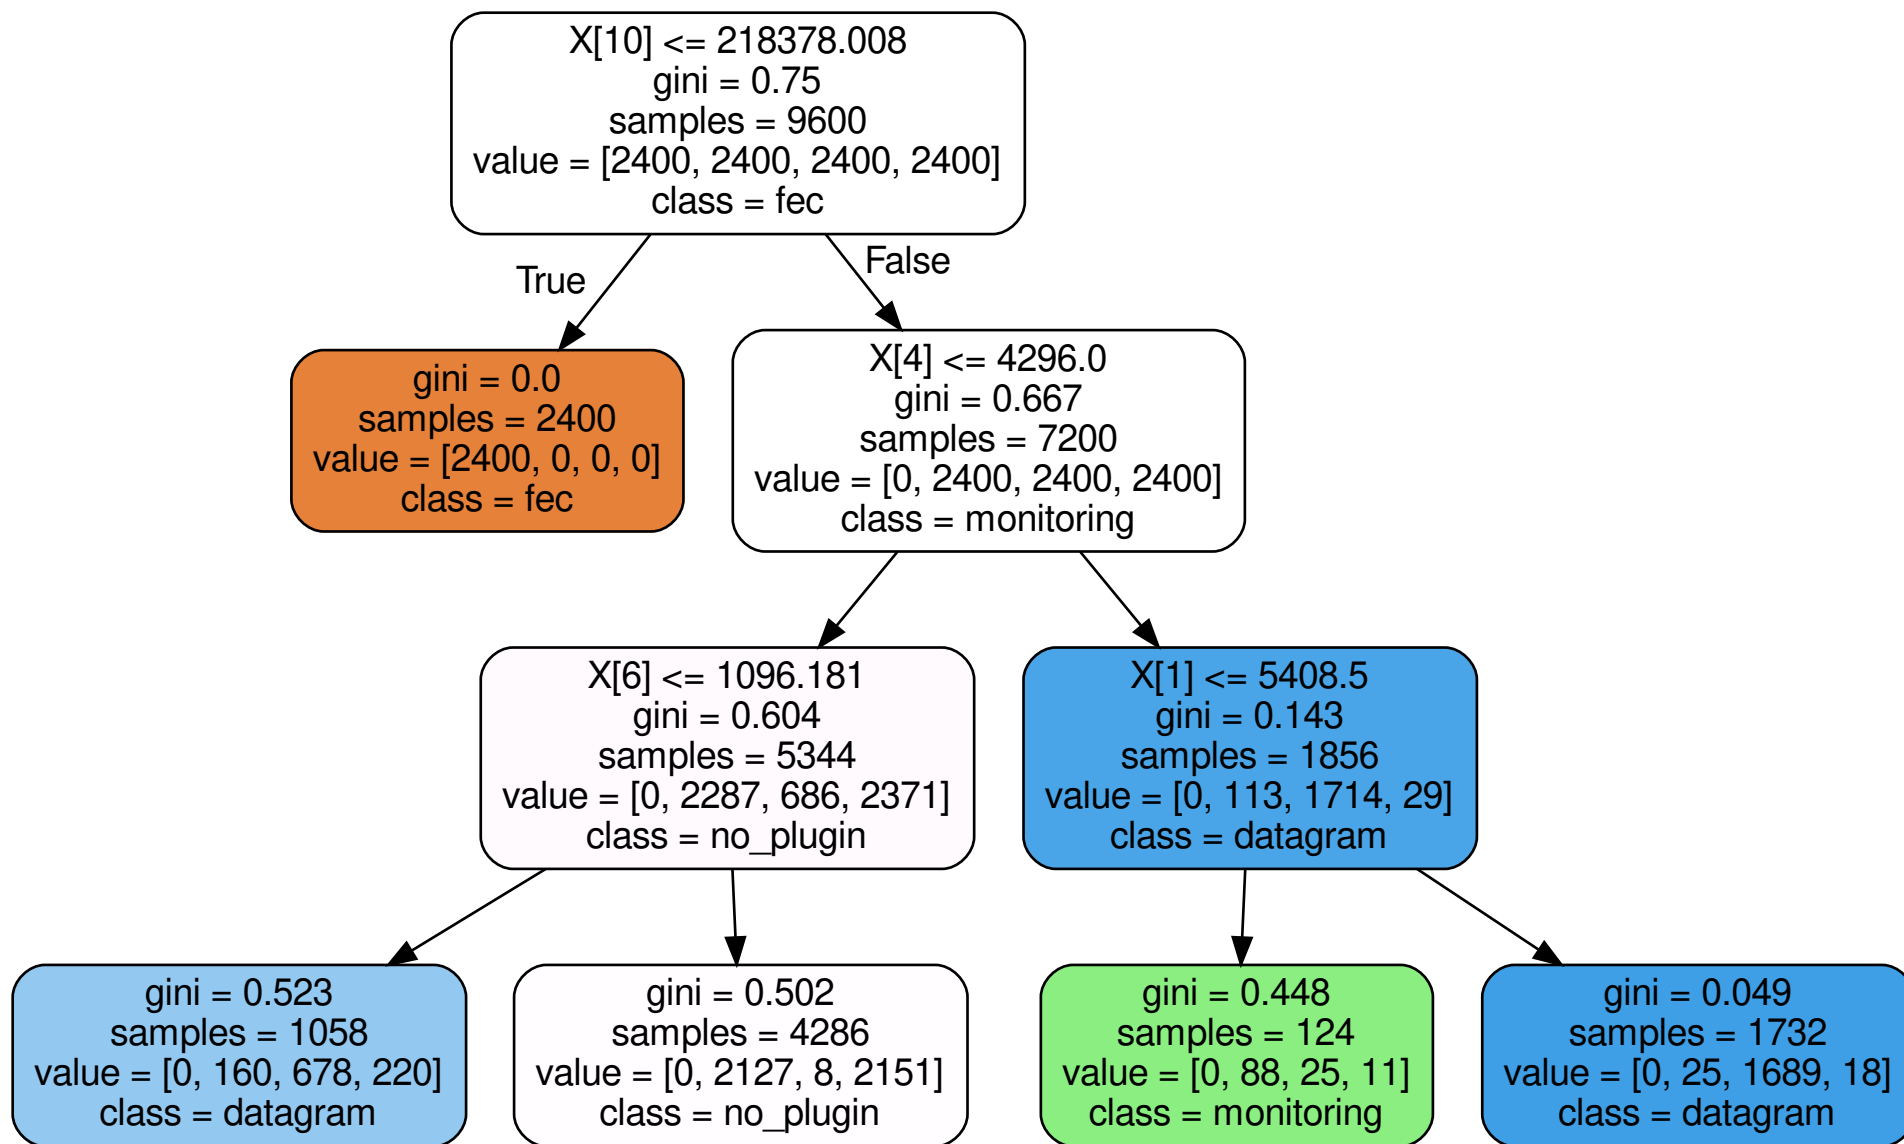 X[10] <= 218378.008
gini = 0.75
samples = 9600
value = [2400, 2400, 2400, 2400]
class = fec
True
False
gini = 0.0
samples = 2400
value = [2400, 0, 0, 0]
class = fec
X[4] <= 4296.0
gini = 0.667
samples = 7200
value = [0, 2400, 2400, 2400]
class = monitoring
X[6] <= 1096.181
gini = 0.604
samples = 5344
value = [0, 2287, 686, 2371]
class = no_plugin
X[1] <= 5408.5
gini = 0.143
samples = 1856
value = [0, 113, 1714, 29]
class = datagram
gini = 0.523
samples = 1058
value = [0, 160, 678, 220]
class = datagram
gini = 0.502
samples = 4286
value = [0, 2127, 8, 2151]
class = no_plugin
gini = 0.448
samples = 124
value = [0, 88, 25, 11]
class = monitoring
gini = 0.049
samples = 1732
value = [0, 25, 1689, 18]
class = datagram